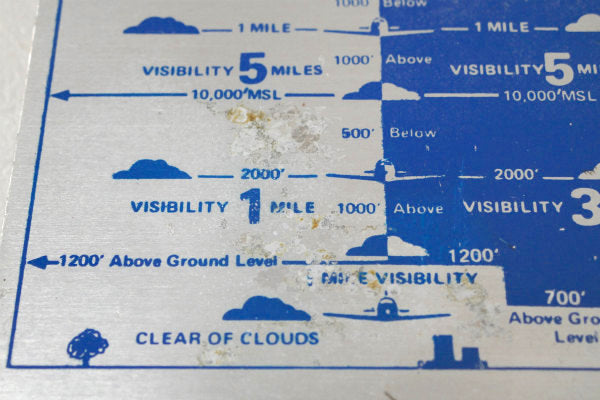 1000 Below
1 MILE 1 MILE
VISIBILITY 5 MILES 1000' Above VISIBILITY 5
10,000'MSL 10,000'MSL
500' Below
2000' 2000'
VISIBILITY 1 MILE 1000' Above VISIBILITY 3
1200' Above Ground Level 1200'
MILE VISIBILITY
700'
Above
CLEAR OF CLOUDS